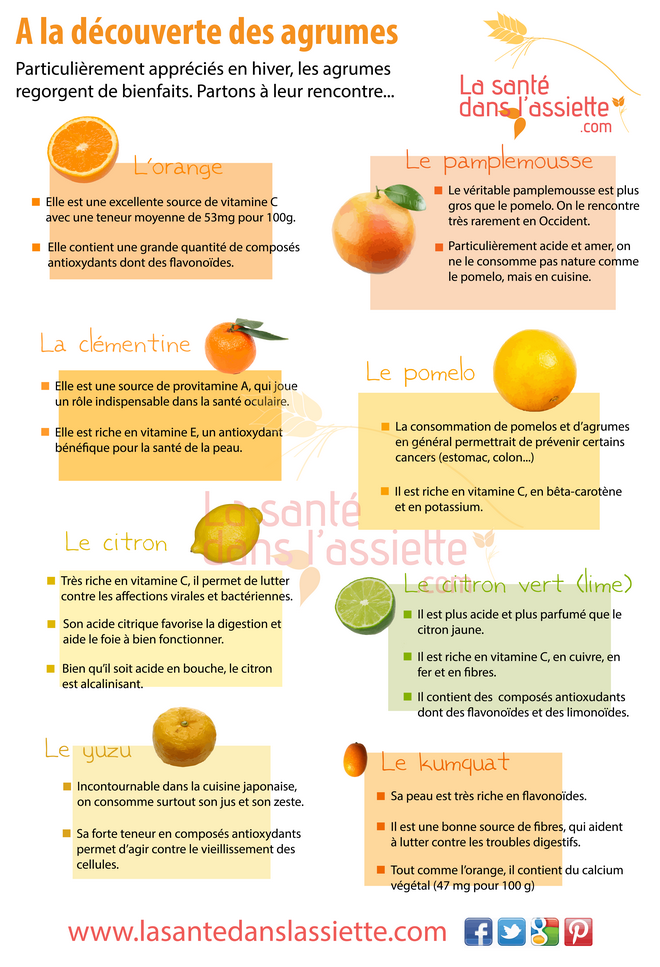 A la découverte des agrumes
Particulièrement appréciés en hiver, les agrumes
regorgent de bienfaits. Partons à leur rencontre...
La santé
dans l'assiette
.com
L'orange
Elle est une excellente source de vitamine C
avec une teneur moyenne de 53mg pour 100g.
Elle contient une grande quantité de composés
antioxydants dont des flavonoïdes.
Le pamplemousse
Le véritable pamplemousse est plus
gros que le pomelo. On le rencontre
très rarement en Occident.
Particulièrement acide et amer, on
ne le consomme pas nature comme
le pomelo, mais en cuisine.
La clémentine
Elle est une source de provitamine A, qui joue
un rôle indispensable dans la santé oculaire.
Elle est riche en vitamine E, un antioxydant
bénéfique pour la santé de la peau.
Le pomelo
La consommation de pomelos et d'agrumes
en général permettrait de prévenir certains
cancers (estomac, colon...)
Il est riche en vitamine C, en bêta-carotène
et en potassium.
La santé
dans l'assiette
.com
Le citron
Très riche en vitamine C, il permet de lutter
contre les affections virales et bactériennes.
Son acide citrique favorise la digestion et
aide le foie à bien fonctionner.
Bien qu'il soit acide en bouche, le citron
est alcalinisant.
Le citron vert (lime)
Il est plus acide et plus parfumé que le
citron jaune.
Il est riche en vitamine C, en cuivre, en
fer et en fibres.
Il contient des composés antioxudants
dont des flavonoïdes et des limonoïdes.
Le yuzu
Incontournable dans la cuisine japonaise,
on consomme surtout son jus et son zeste.
Sa forte teneur en composés antioxydants
permet d'agir contre le vieillissement des
cellules.
Le kumquat
Sa peau est très riche en flavonoïdes.
Il est une bonne source de fibres, qui aident
à lutter contre les troubles digestifs.
Tout comme l'orange, il contient du calcium
végétal (47 mg pour 100 g)
www.lasantedanslassiette.com